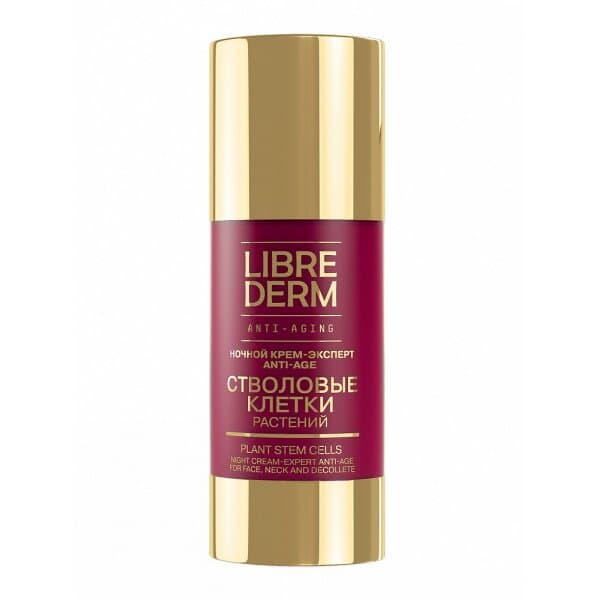 LIBRE
DERM
ANTI-AGING
НОЧНОЙ КРЕМ-ЭКСПЕРТ
ANTI-AGE
СТВОЛОВЫЕ
КЛЕТКИ
РАСТЕНИЙ
PLANT STEM CELLS
NIGHT CREAM-EXPERT ANTI-AGE
FOR FACE, NECK AND DECOLLETE